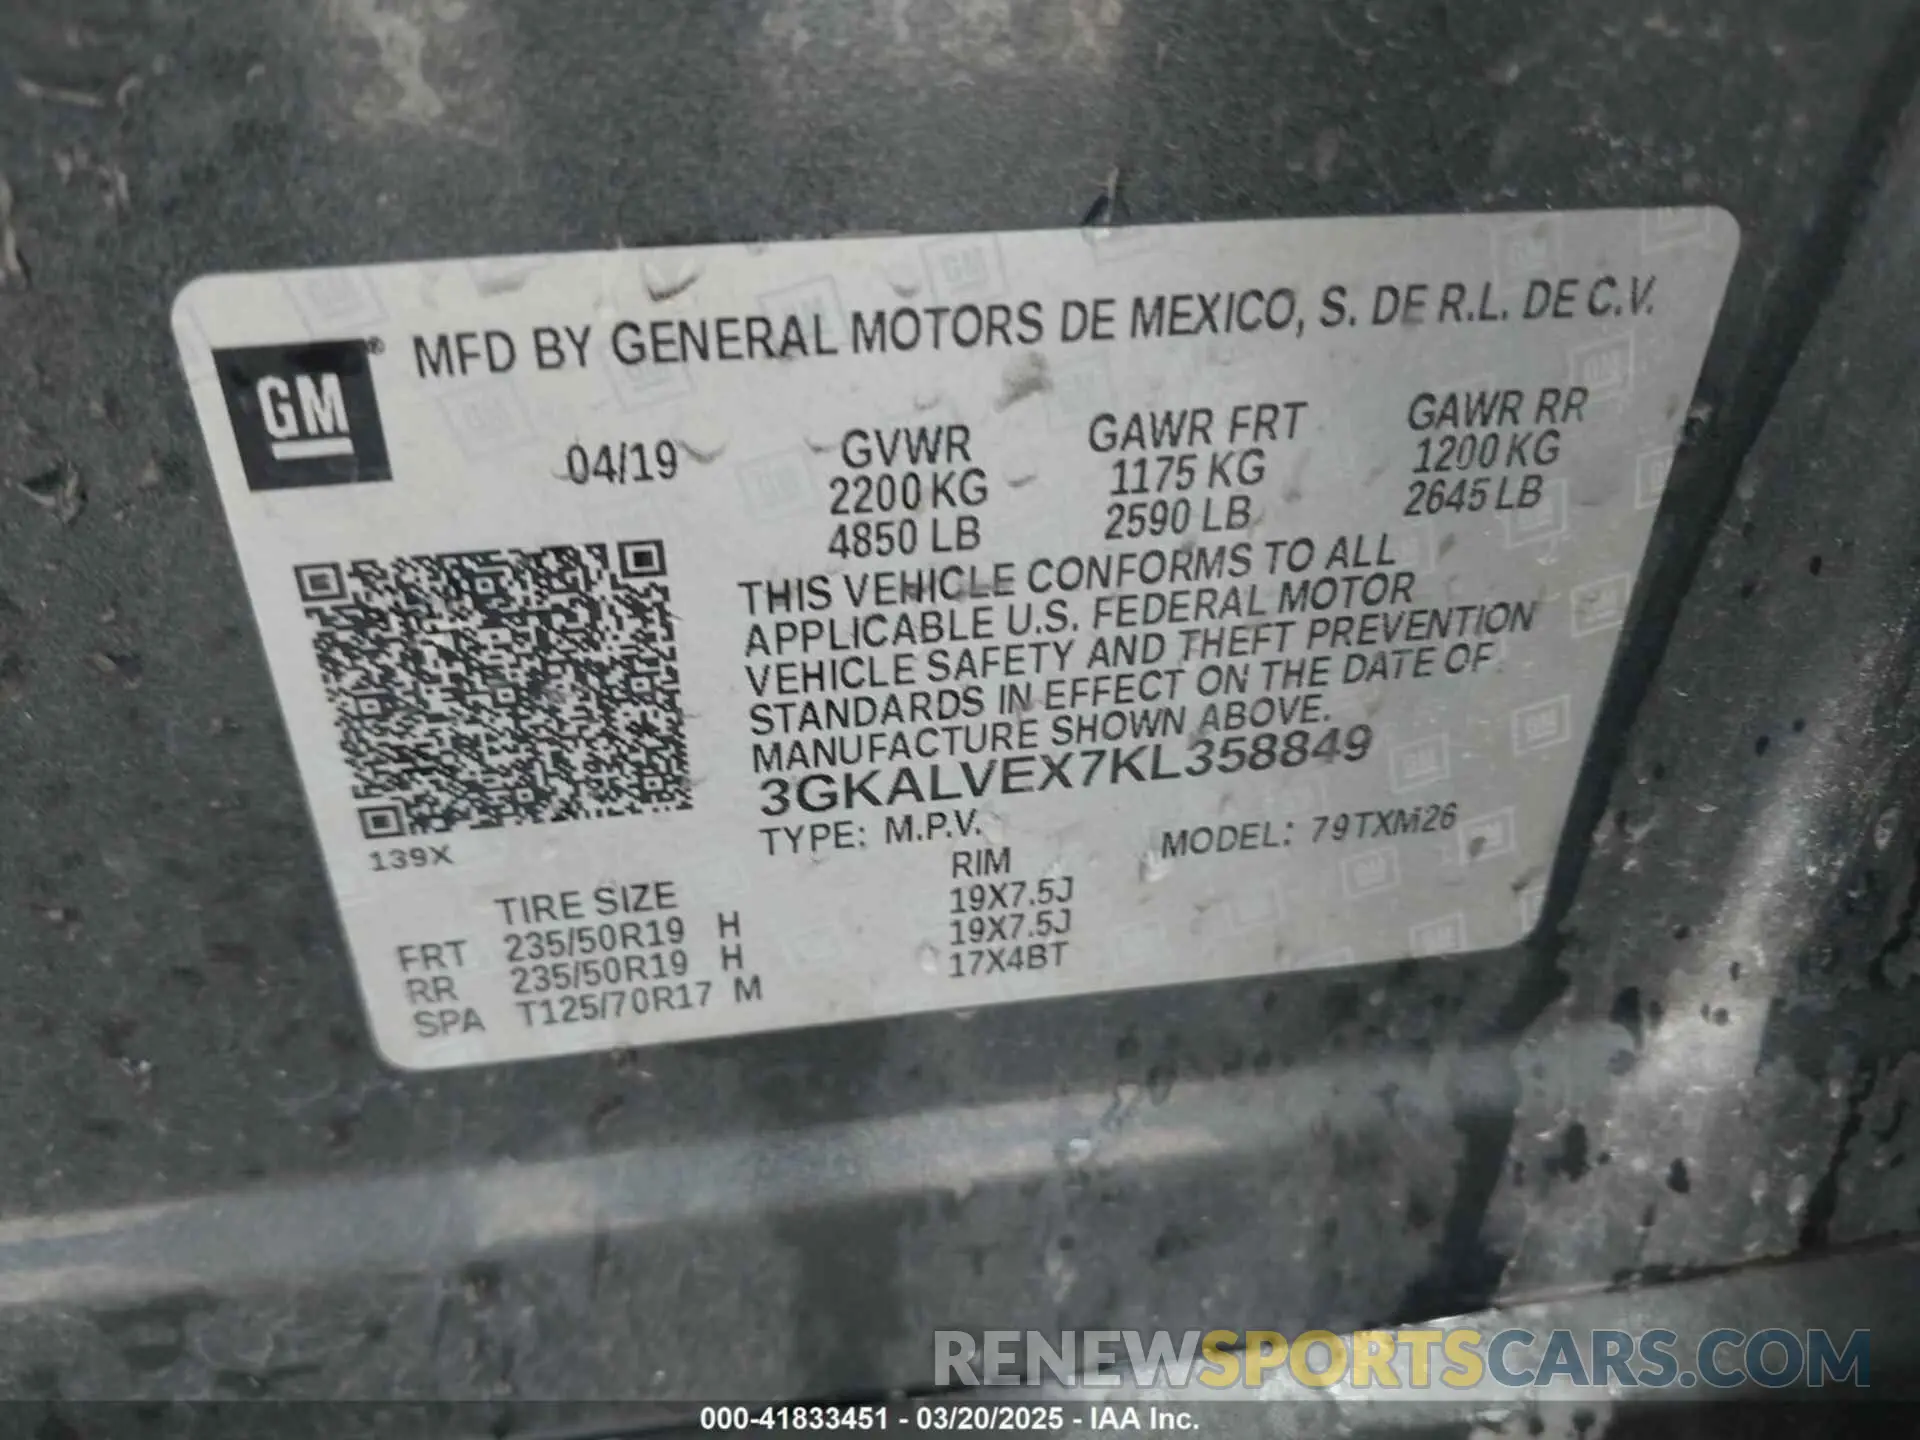 GM® MFD BY GENERAL MOTORS DE MEXICO, S. DE R.L. DE C.V.
04/19 GVWR GAWR FRT GAWR RR
2200 KG 1175 KG 1200 KG
4850 LB 2590 LB 2645 LB
THIS VEHICLE CONFORMS TO ALL
APPLICABLE U.S. FEDERAL MOTOR
VEHICLE SAFETY AND THEFT PREVENTION
STANDARDS IN EFFECT ON THE DATE OF
MANUFACTURE SHOWN ABOVE.
3GKALVEX7KL358849
TYPE: M.P.V. MODEL: 79TXM26
139X
TIRE SIZE RIM
FRT 235/50R19 H 19X7.5J
RR 235/50R19 H 19X7.5J
SPA T125/70R17 M 17X4BT
RENEWSPORTSCARS.COM
000-41833451 - 03/20/2025 - IAA Inc.